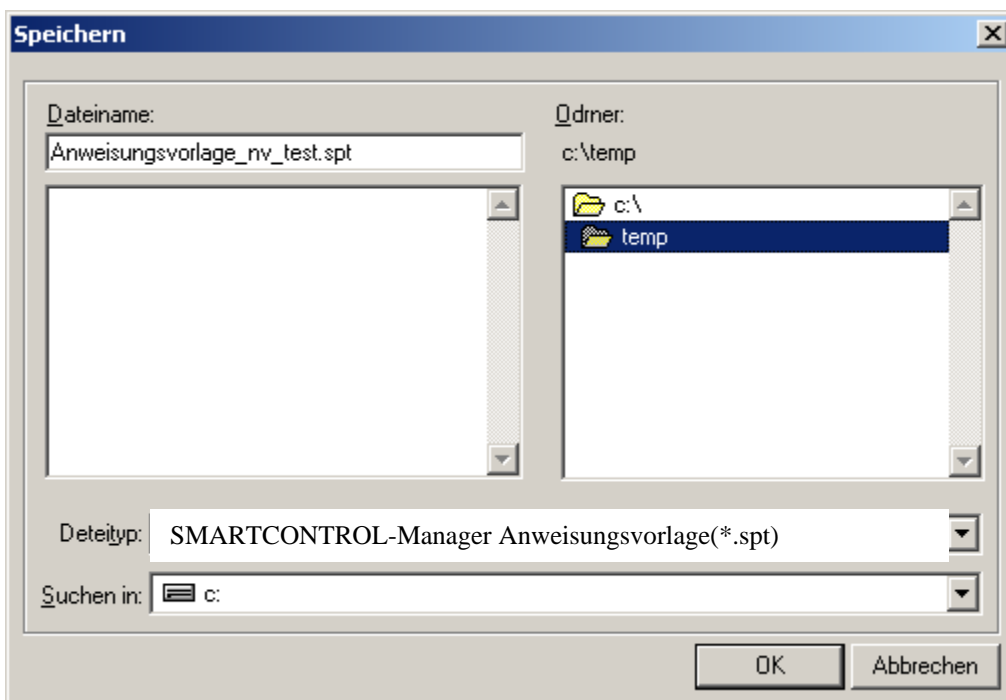 Speichern
Dateiname:
Anweisungsvorlage_nv_test.spt
Odrner:
c:\temp
c:\
temp
Deteityp: SMARTCONTROL-Manager Anweisungsvorlage(*.spt)
Suchen in: c:
OK Abbrechen